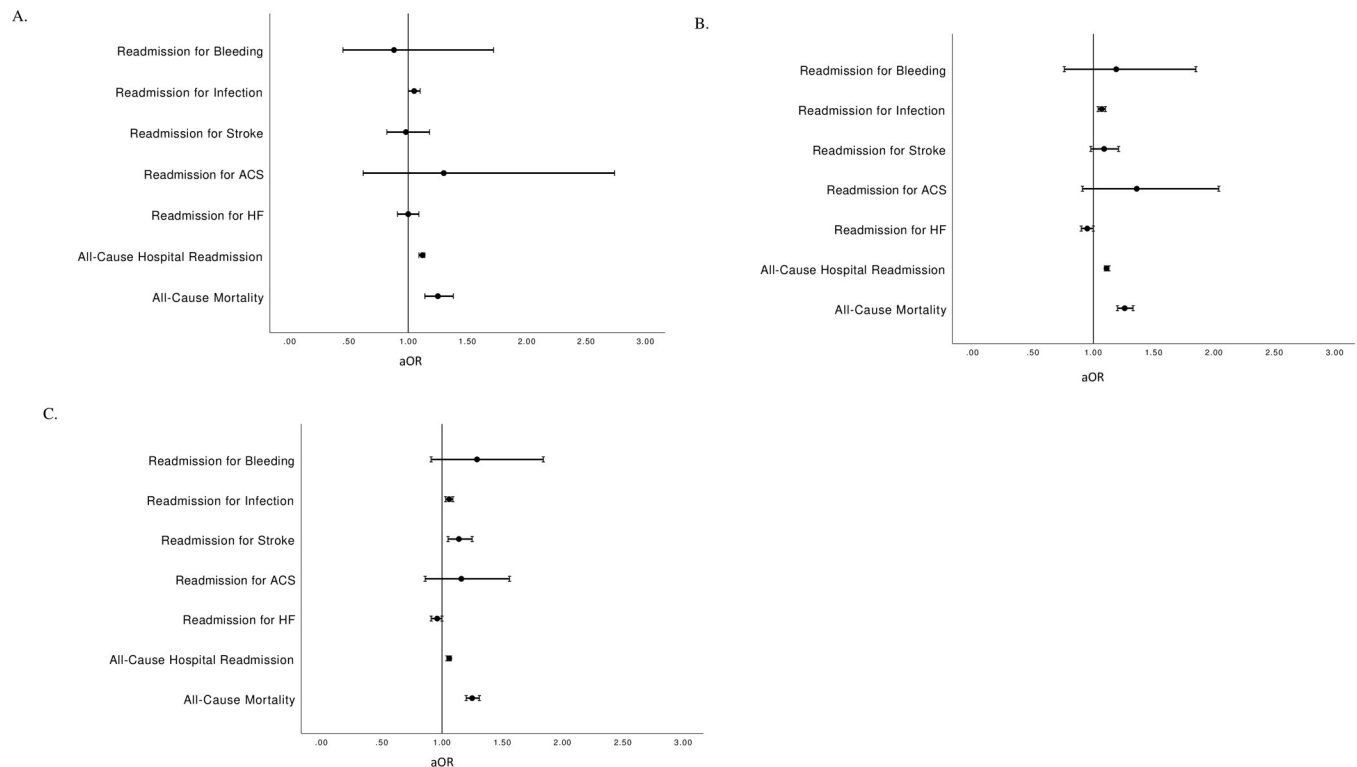 A.
Readmission for Bleeding
Readmission for Infection
Readmission for Stroke
Readmission for ACS
Readmission for HF
All-Cause Hospital Readmission
All-Cause Mortality
.00 .50 1.00 1.50 2.00 2.50 3.00
aOR
B.
Readmission for Bleeding
Readmission for Infection
Readmission for Stroke
Readmission for ACS
Readmission for HF
All-Cause Hospital Readmission
All-Cause Mortality
.00 .50 1.00 1.50 2.00 2.50 3.00
aOR
C.
Readmission for Bleeding
Readmission for Infection
Readmission for Stroke
Readmission for ACS
Readmission for HF
All-Cause Hospital Readmission
All-Cause Mortality
.00 .50 1.00 1.50 2.00 2.50 3.00
aOR